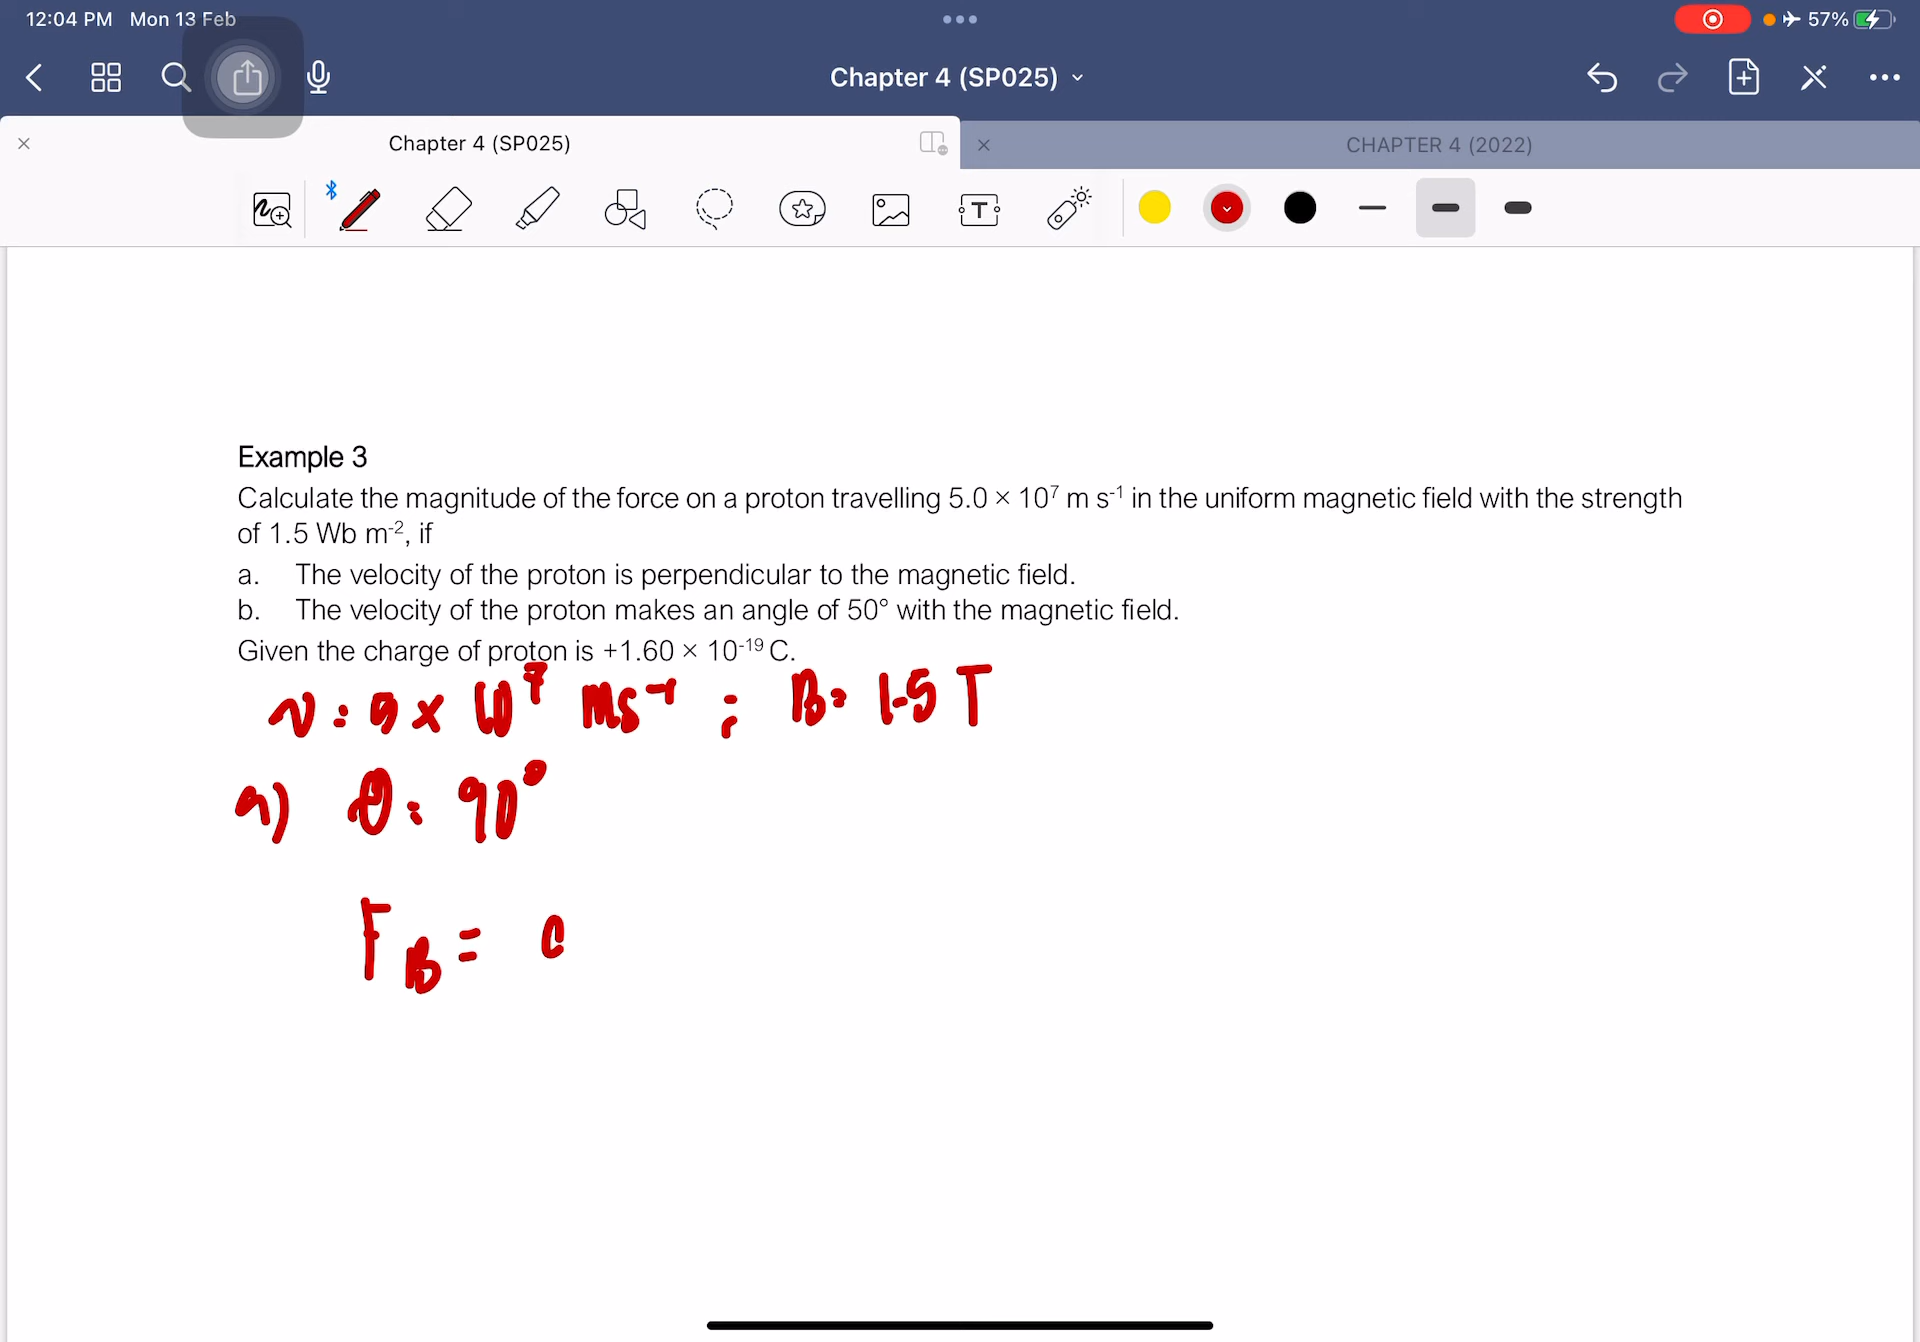 12:04 PM Mon 13 Feb
57%
Chapter 4 (SP025)
Chapter 4 (SP025)
CHAPTER 4 (2022)
T
Example 3
Calculate the magnitude of the force on a proton travelling 5.0 × 10⁷ m s⁻¹ in the uniform magnetic field with the strength
of 1.5 Wb m⁻², if
a. The velocity of the proton is perpendicular to the magnetic field.
b. The velocity of the proton makes an angle of 50° with the magnetic field.
Given the charge of proton is +1.60 × 10⁻¹⁹ C.
v = 5 × 10⁷ ms⁻¹ ; B = 1.5 T
a) θ = 90°
F_B =